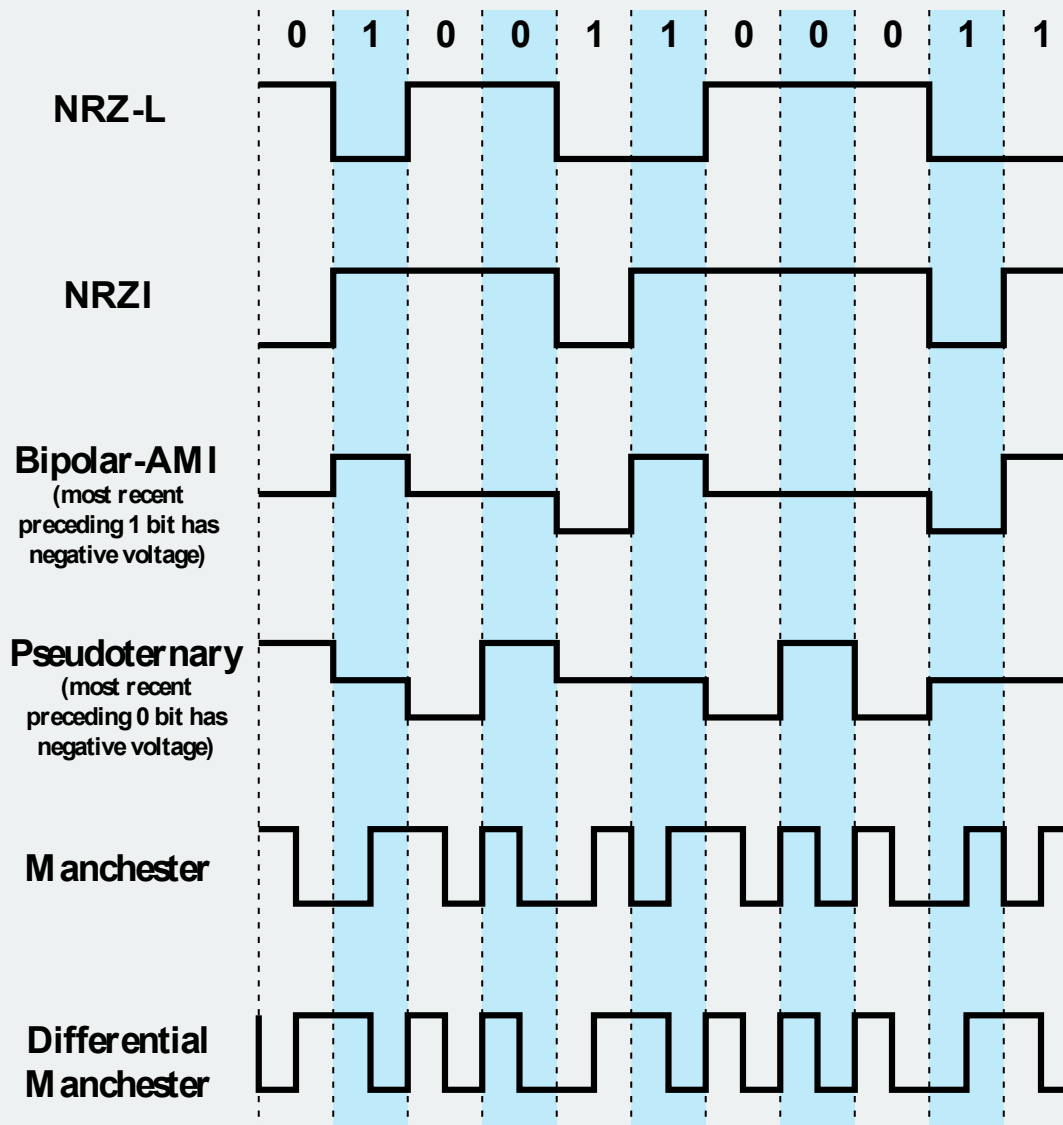 0 1 0 0 1 1 0 0 0 1 1
NRZ-L
NRZI
Bipolar-AMI
(most recent
preceding 1 bit has
negative voltage)
Pseudoternary
(most recent
preceding 0 bit has
negative voltage)
Manchester
Differential
Manchester